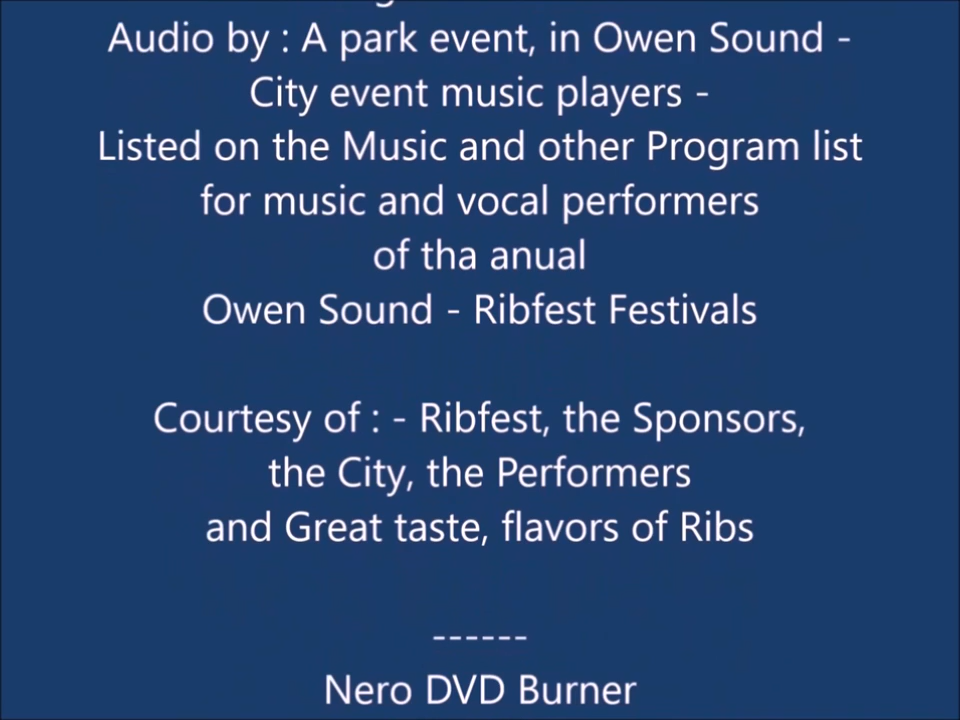 Audio by : A park event, in Owen Sound -
City event music players -
Listed on the Music and other Program list
for music and vocal performers
of tha anual
Owen Sound - Ribfest Festivals
Courtesy of : - Ribfest, the Sponsors,
the City, the Performers
and Great taste, flavors of Ribs
------
Nero DVD Burner